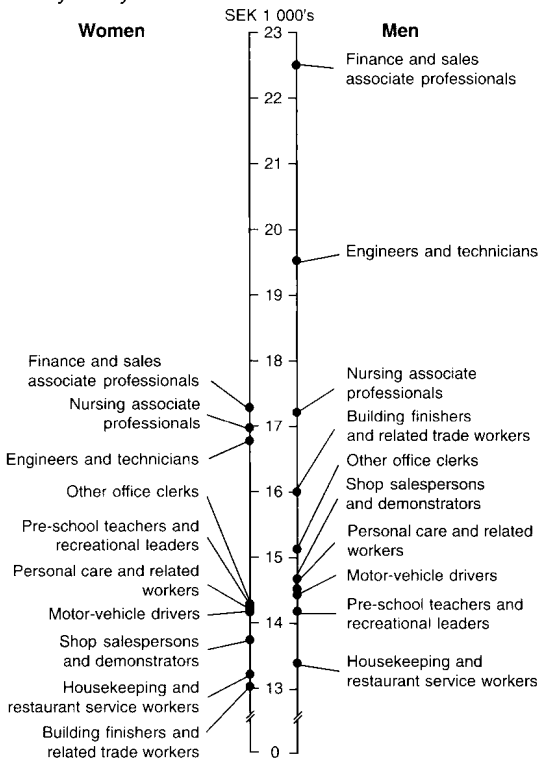 SEK 1 000's
Women
Men
23
22
21
20
19
18
17
16
15
14
13
0
Finance and sales
associate professionals
Nursing associate
professionals
Engineers and technicians
Other office clerks
Pre-school teachers and
recreational leaders
Personal care and related
workers
Motor-vehicle drivers
Shop salespersons
and demonstrators
Housekeeping and
restaurant service workers
Building finishers and
related trade workers
Finance and sales
associate professionals
Engineers and technicians
Nursing associate
professionals
Building finishers
and related trade workers
Other office clerks
Shop salespersons
and demonstrators
Personal care and related
workers
Motor-vehicle drivers
Pre-school teachers and
recreational leaders
Housekeeping and
restaurant service workers